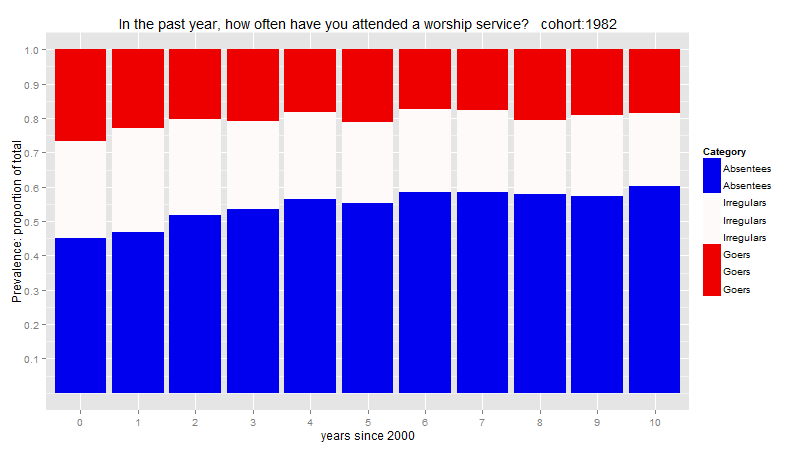 In the past year, how often have you attended a worship service?   cohort:1982
Prevalence: proportion of total
1.0
0.9
0.8
0.7
0.6
0.5
0.4
0.3
0.2
0.1
0 1 2 3 4 5 6 7 8 9 10
years since 2000
Category
Absentees
Absentees
Irregulars
Irregulars
Irregulars
Goers
Goers
Goers